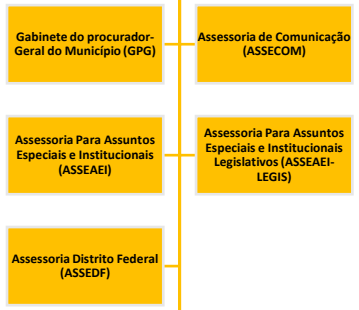 Gabinete do procurador-
Geral do Município (GPG)
Assessoria de Comunicação
(ASSECOM)
Assessoria Para Assuntos
Especiais e Institucionais
(ASSEAEI)
Assessoria Para Assuntos
Especiais e Institucionais
Legislativos (ASSEAEI-
LEGIS)
Assessoria Distrito Federal
(ASSEDF)